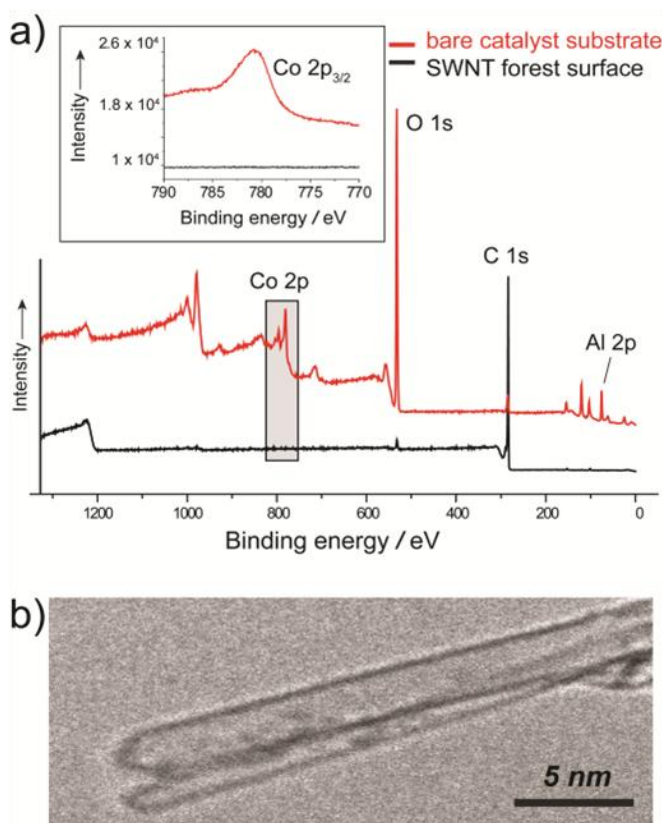 a)
bare catalyst substrate
SWNT forest surface
2.6 x 10⁴
1.8 x 10⁴
1 x 10⁴
Intensity
Co 2p₃/₂
790 785 780 775 770
Binding energy / eV
O 1s
C 1s
Co 2p
Al 2p
Intensity
1200 1000 800 600 400 200 0
Binding energy / eV
b)
5 nm